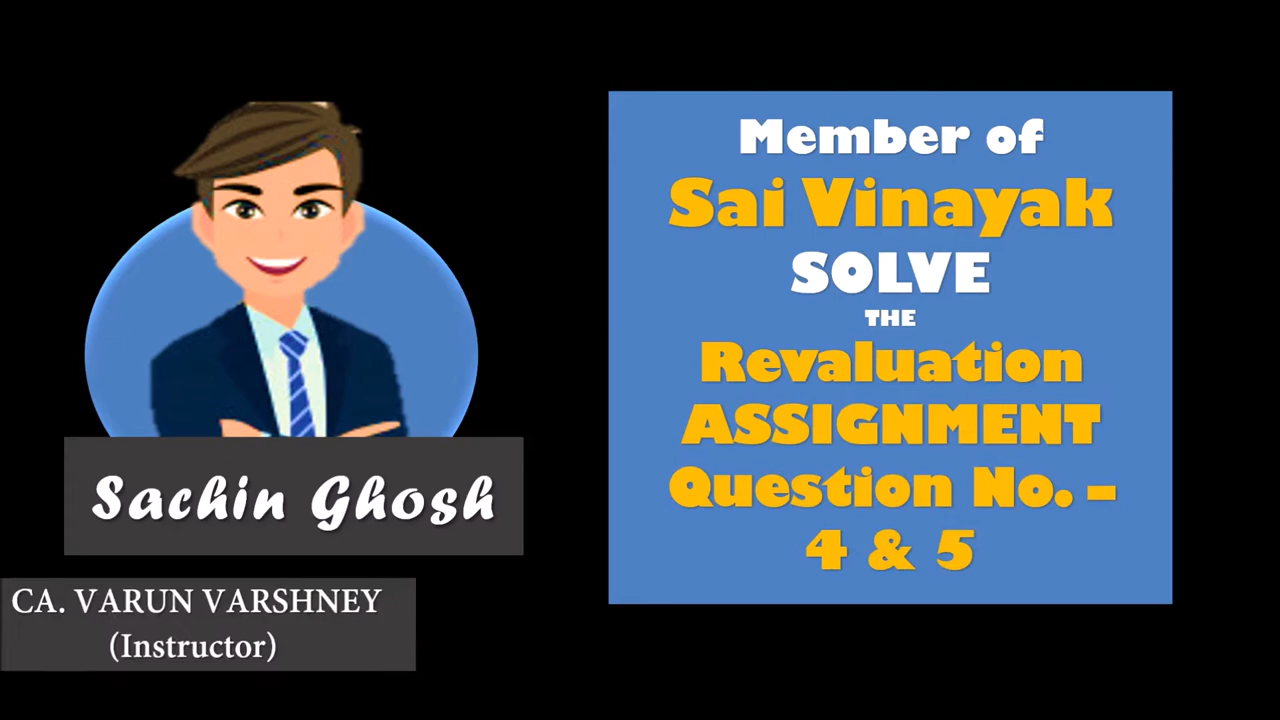 Member of
Sai Vinayak
SOLVE
THE
Revaluation
ASSIGNMENT
Question No. –
4 & 5
Sachin Ghosh
CA. VARUN VARSHNEY
(Instructor)